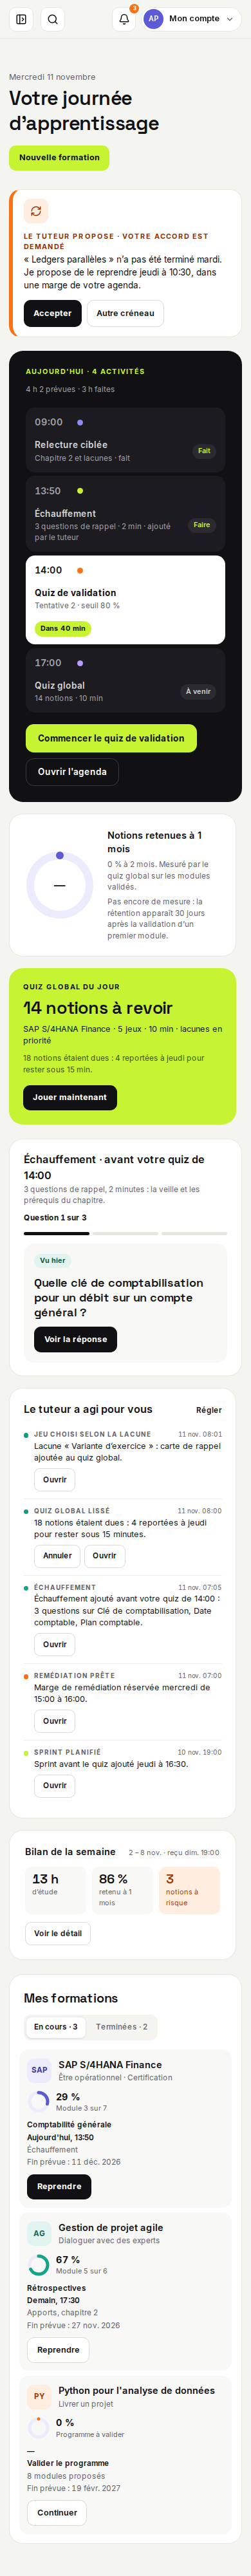 3
AP Mon compte
Mercredi 11 novembre
Votre journée
d'apprentissage
Nouvelle formation
LE TUTEUR PROPOSE · VOTRE ACCORD EST
DEMANDÉ
« Ledgers parallèles » n'a pas été terminé mardi.
Je propose de le reprendre jeudi à 10:30, dans
une marge de votre agenda.
Accepter Autre créneau
AUJOURD'HUI · 4 ACTIVITÉS
4 h 2 prévues · 3 h faites
09:00
Relecture ciblée
Chapitre 2 et lacunes · fait
Fait
13:50
Échauffement
3 questions de rappel · 2 min · ajouté
par le tuteur
Faire
14:00
Quiz de validation
Tentative 2 · seuil 80 %
Dans 40 min
17:00
Quiz global
14 notions · 10 min
À venir
Commencer le quiz de validation
Ouvrir l'agenda
—
Notions retenues à 1
mois
0 % à 2 mois. Mesuré par le
quiz global sur les modules
validés.
Pas encore de mesure : la
rétention apparaît 30 jours
après la validation d'un
premier module.
QUIZ GLOBAL DU JOUR
14 notions à revoir
SAP S/4HANA Finance · 5 jeux · 10 min · lacunes en
priorité
18 notions étaient dues : 4 reportées à jeudi pour
rester sous 15 min.
Jouer maintenant
Échauffement · avant votre quiz de
14:00
3 questions de rappel, 2 minutes : la veille et les
prérequis du chapitre.
Question 1 sur 3
Vu hier
Quelle clé de comptabilisation
pour un débit sur un compte
général ?
Voir la réponse
Le tuteur a agi pour vous Régler
JEU CHOISI SELON LA LACUNE 11 nov. 08:01
Lacune « Variante d'exercice » : carte de rappel
ajoutée au quiz global.
Ouvrir
QUIZ GLOBAL LISSÉ 11 nov. 08:00
18 notions étaient dues : 4 reportées à jeudi
pour rester sous 15 minutes.
Annuler Ouvrir
ÉCHAUFFEMENT 11 nov. 07:05
Échauffement ajouté avant votre quiz de 14:00 :
3 questions sur Clé de comptabilisation, Date
comptable, Plan comptable.
Ouvrir
REMÉDIATION PRÊTE 11 nov. 07:00
Marge de remédiation réservée mercredi de
15:00 à 16:00.
Ouvrir
SPRINT PLANIFIÉ 10 nov. 19:00
Sprint avant le quiz ajouté jeudi à 16:30.
Ouvrir
Bilan de la semaine 2 – 8 nov. · reçu dim. 19:00
13 h
d'étude
86 %
retenu à 1
mois
3
notions à
risque
Voir le détail
Mes formations
En cours · 3 Terminées · 2
SAP
SAP S/4HANA Finance
Être opérationnel · Certification
29 %
Module 3 sur 7
Comptabilité générale
Aujourd'hui, 13:50
Échauffement
Fin prévue : 11 déc. 2026
Reprendre
AG
Gestion de projet agile
Dialoguer avec des experts
67 %
Module 5 sur 6
Rétrospectives
Demain, 17:30
Apports, chapitre 2
Fin prévue : 27 nov. 2026
Reprendre
PY
Python pour l'analyse de données
Livrer un projet
0 %
Programme à valider
—
Valider le programme
8 modules proposés
Fin prévue : 19 févr. 2027
Continuer